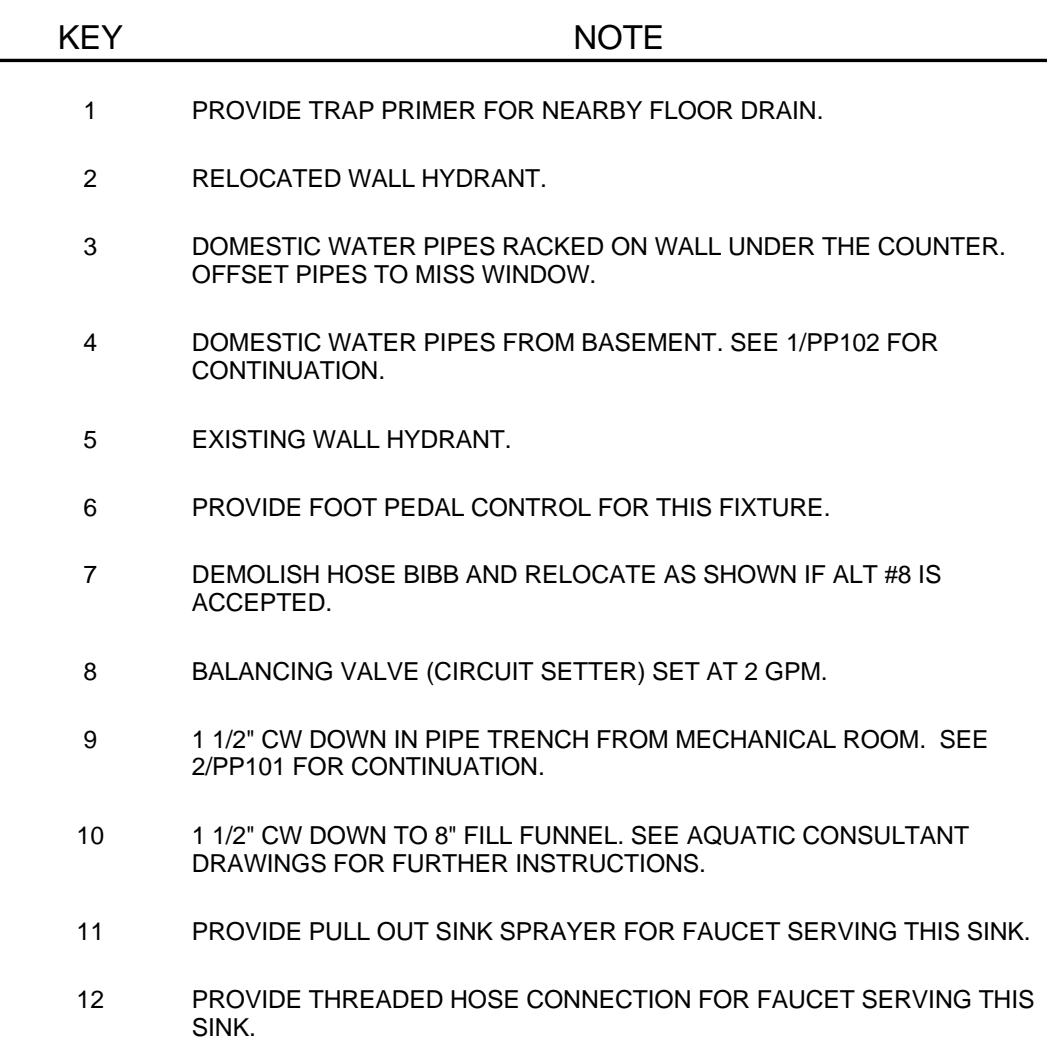 KEY NOTE
1 PROVIDE TRAP PRIMER FOR NEARBY FLOOR DRAIN.
2 RELOCATED WALL HYDRANT.
3 DOMESTIC WATER PIPES RACKED ON WALL UNDER THE COUNTER.
OFFSET PIPES TO MISS WINDOW.
4 DOMESTIC WATER PIPES FROM BASEMENT. SEE 1/PP102 FOR
CONTINUATION.
5 EXISTING WALL HYDRANT.
6 PROVIDE FOOT PEDAL CONTROL FOR THIS FIXTURE.
7 DEMOLISH HOSE BIBB AND RELOCATE AS SHOWN IF ALT #8 IS
ACCEPTED.
8 BALANCING VALVE (CIRCUIT SETTER) SET AT 2 GPM.
9 1 1/2" CW DOWN IN PIPE TRENCH FROM MECHANICAL ROOM.  SEE
2/PP101 FOR CONTINUATION.
10 1 1/2" CW DOWN TO 8" FILL FUNNEL. SEE AQUATIC CONSULTANT
DRAWINGS FOR FURTHER INSTRUCTIONS.
11 PROVIDE PULL OUT SINK SPRAYER FOR FAUCET SERVING THIS SINK.
12 PROVIDE THREADED HOSE CONNECTION FOR FAUCET SERVING THIS
SINK.